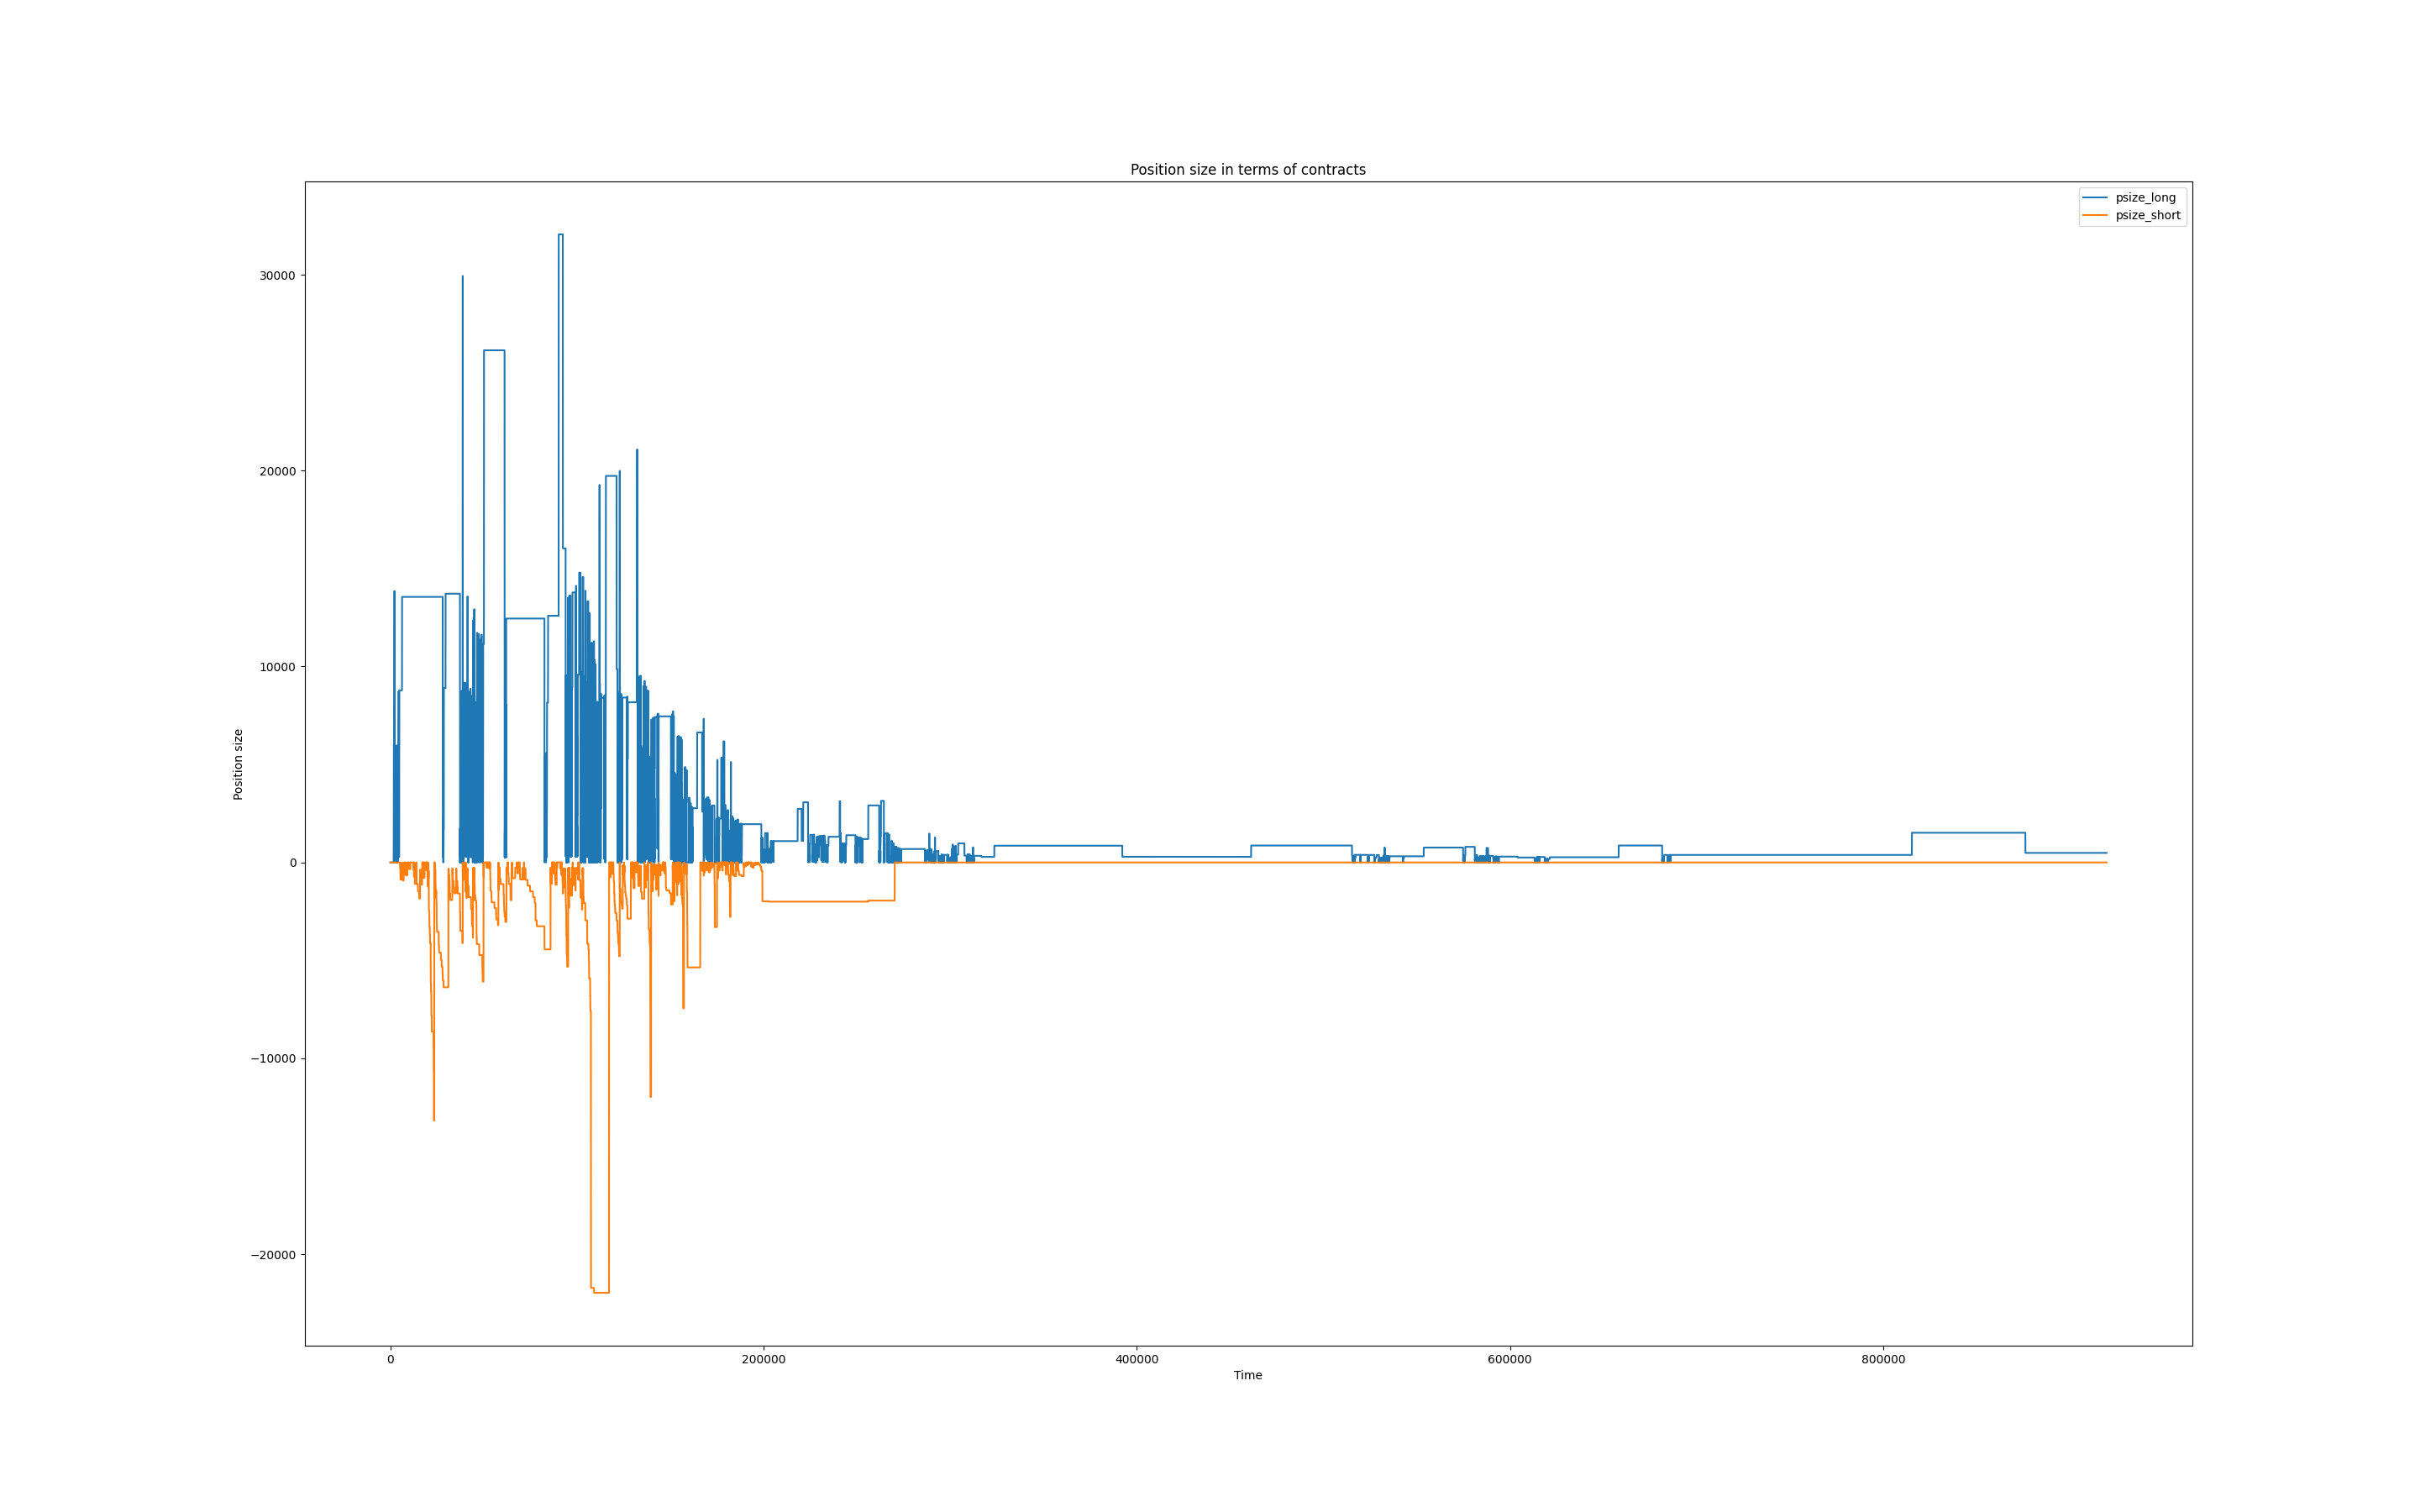 Position size in terms of contracts
psize_long
psize_short
30000
20000
10000
0
−10000
−20000
Position size
0 200000 400000 600000 800000
Time